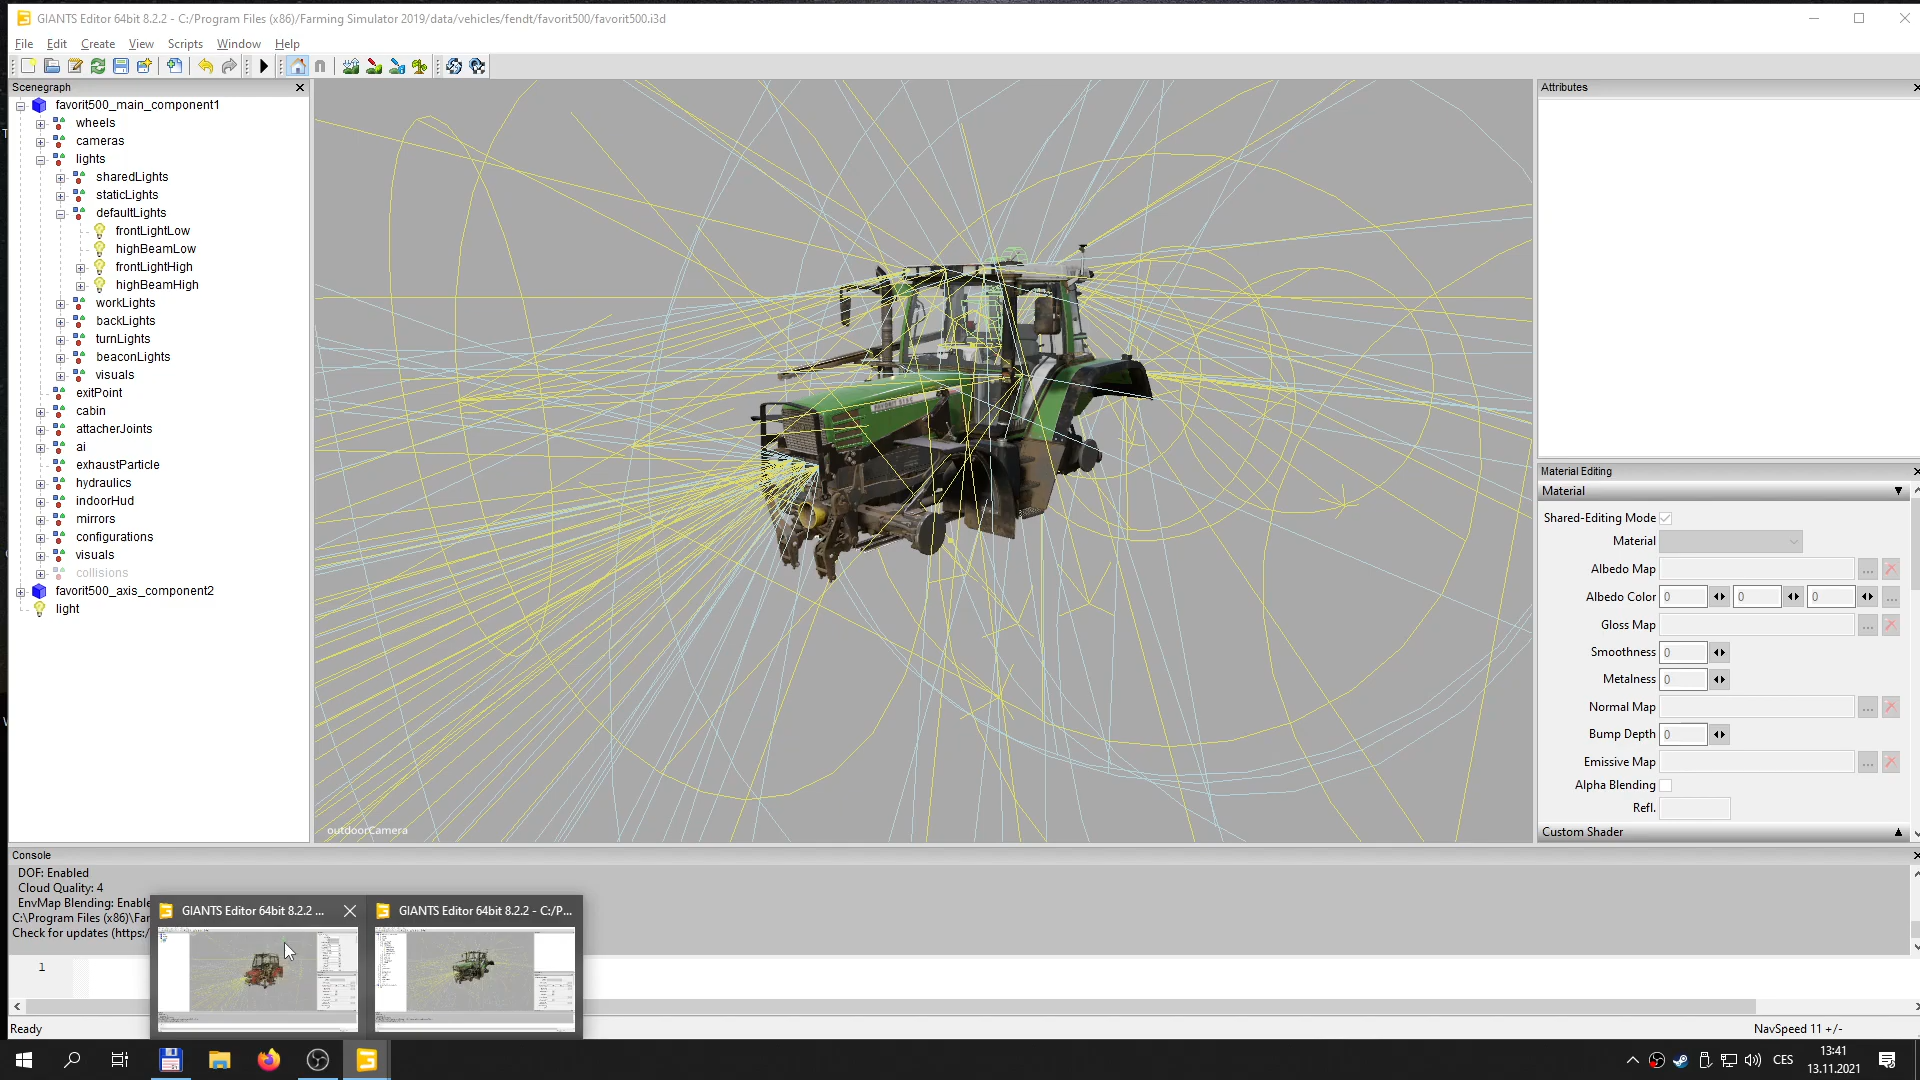 GIANTS Editor 64bit 8.2.2 - C:/Program Files (x86)/Farming Simulator 2019/data/vehicles/fendt/favorit500/favorit500.i3d
File Edit Create View Scripts Window Help
Scenegraph
favorit500_main_component1
wheels
cameras
lights
sharedLights
staticLights
defaultLights
frontLightLow
highBeamLow
frontLightHigh
highBeamHigh
workLights
backLights
turnLights
beaconLights
visuals
exitPoint
cabin
attacherJoints
ai
exhaustParticle
hydraulics
indoorHud
mirrors
configurations
visuals
collisions
favorit500_axis_component2
light
outdoorCamera
Attributes
Material Editing
Material
Shared-Editing Mode
Material
Albedo Map ...
Albedo Color 0 0 0 ...
Gloss Map ...
Smoothness 0
Metalness 0
Normal Map ...
Bump Depth 0
Emissive Map ...
Alpha Blending
Refl.
Custom Shader
Console
DOF: Enabled
Cloud Quality: 4
EnvMap Blending: Enable
C:\Program Files (x86)\Far
Check for updates (https:/
1
GIANTS Editor 64bit 8.2.2 ...
GIANTS Editor 64bit 8.2.2 - C:/P...
Ready
NavSpeed 11 +/-
CES
13:41
13.11.2021